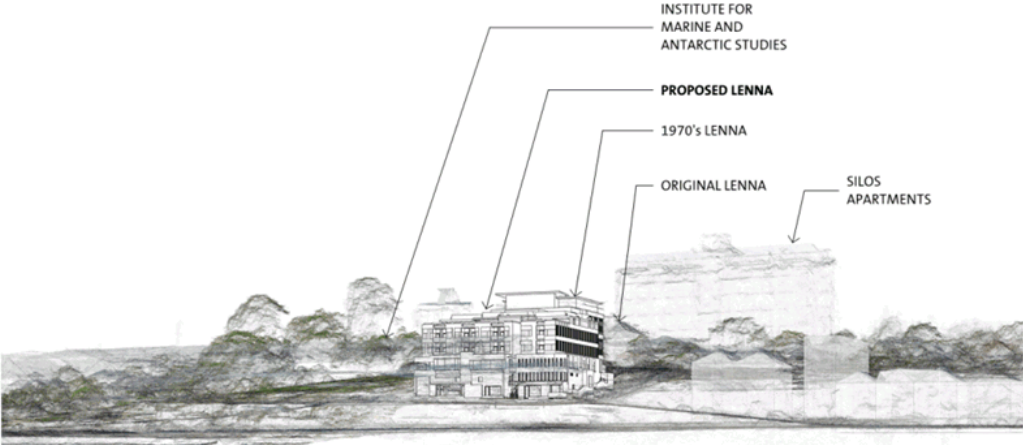 INSTITUTE FOR
MARINE AND
ANTARCTIC STUDIES
PROPOSED LENNA
1970's LENNA
ORIGINAL LENNA
SILOS
APARTMENTS